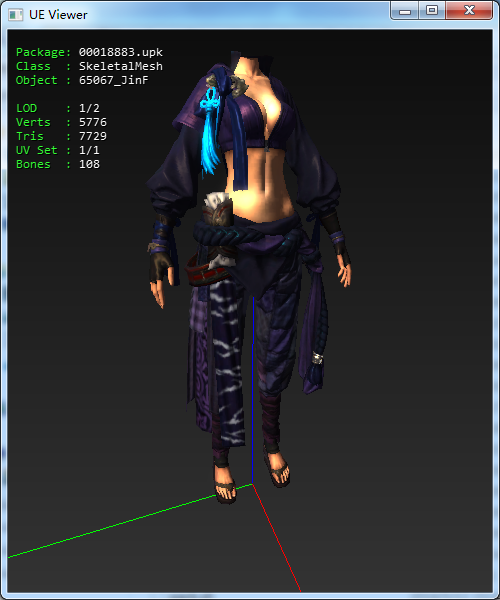 UE Viewer
Package: 00018883.upk
Class  : SkeletalMesh
Object : 65067_JinF
LOD    : 1/2
Verts  : 5776
Tris   : 7729
UV Set : 1/1
Bones  : 108